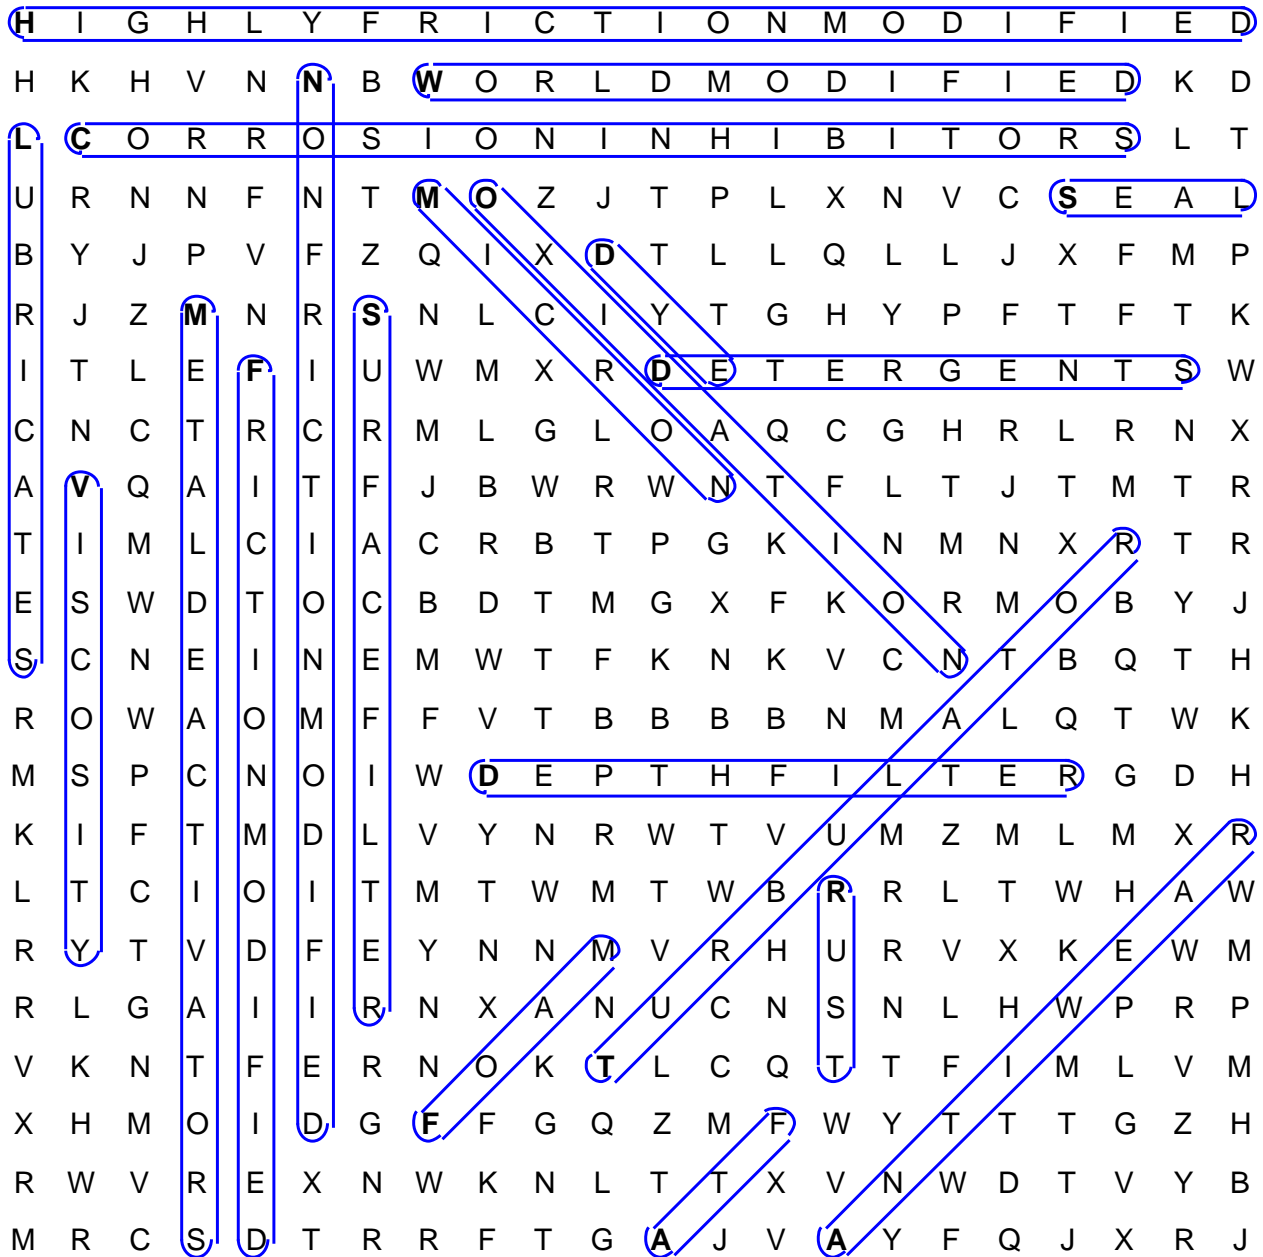 H I G H L Y F R I C T I O N M O D I F I E D
H K H V N N B W O R L D M O D I F I E D K D
L C O R R O S I O N I N H I B I T O R S L T
U R N N F N T M O Z J T P L X N V C S E A L
B Y J P V F Z Q I X D T L L Q L L J X F M P
R J Z M N R S N L C I Y T G H Y P F T F T K
I T L E F I U W M X R D E T E R G E N T S W
C N C T R C R M L G L O A Q C G H R L R N X
A V Q A I T F J B W R W N T F L T J T M T R
T I M L C I A C R B T P G K I N M N X R T R
E S W D T O C B D T M G X F K O R M O B Y J
S C N E I N E M W T F K N K V C N T B Q T H
R O W A O M F F V T B B B B N M A L Q T W K
M S P C N O I W D E P T H F I L T E R G D H
K I F T M D L V Y N R W T V U M Z M L M X R
L T C I O I T M T W M T W B R R L T W H A W
R Y T V D F E Y N N M V R H U R V X K E W M
R L G A I I R N X A N U C N S N L H W P R P
V K N T F E R N O K T L C Q T T F I M L V M
X H M O I D G F F G Q Z M F W Y T T T G Z H
R W V R E X N W K N L T T X V N W D T V Y B
M R C S D T R R F T G A J V A Y F Q J X R J